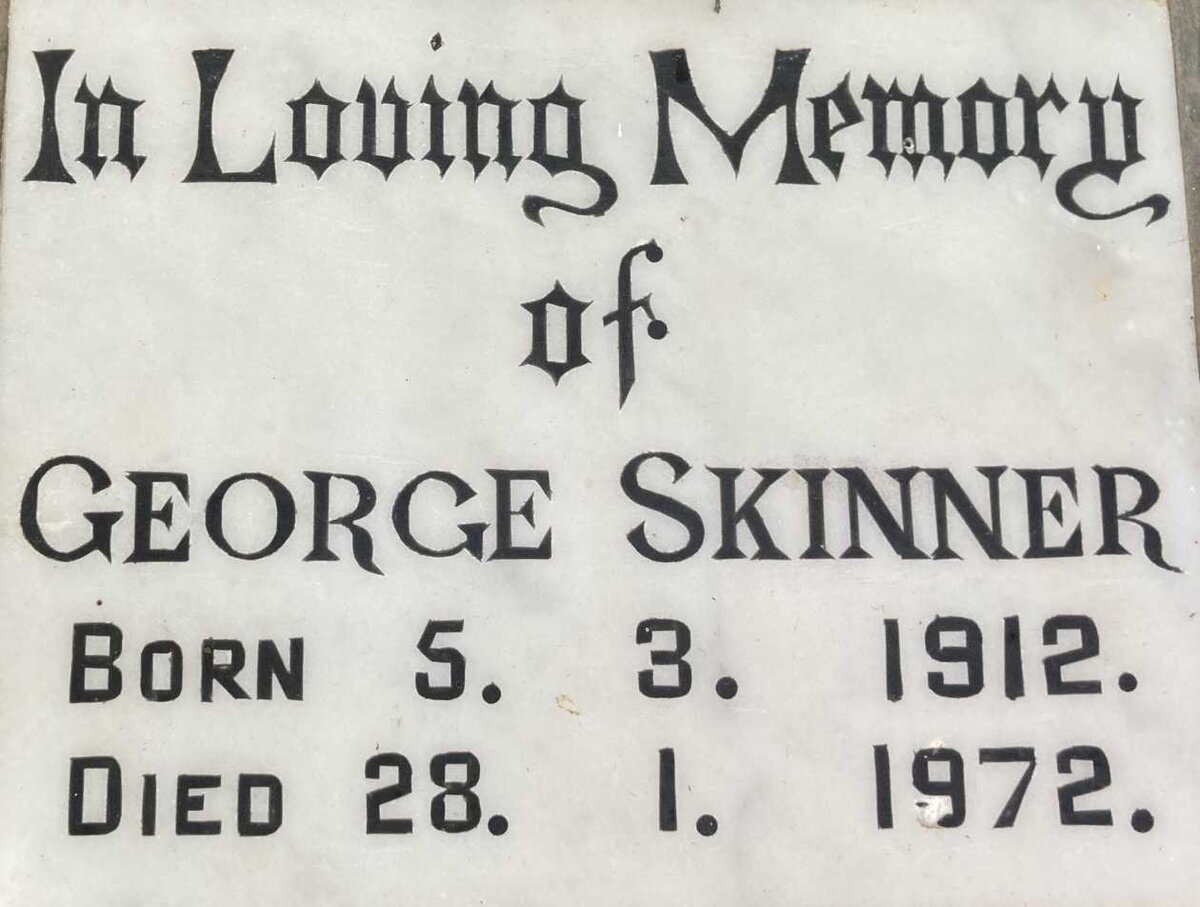 In Loving Memory
of
GEORGE SKINNER
BORN 5. 3. 1912.
DIED 28. 1. 1972.